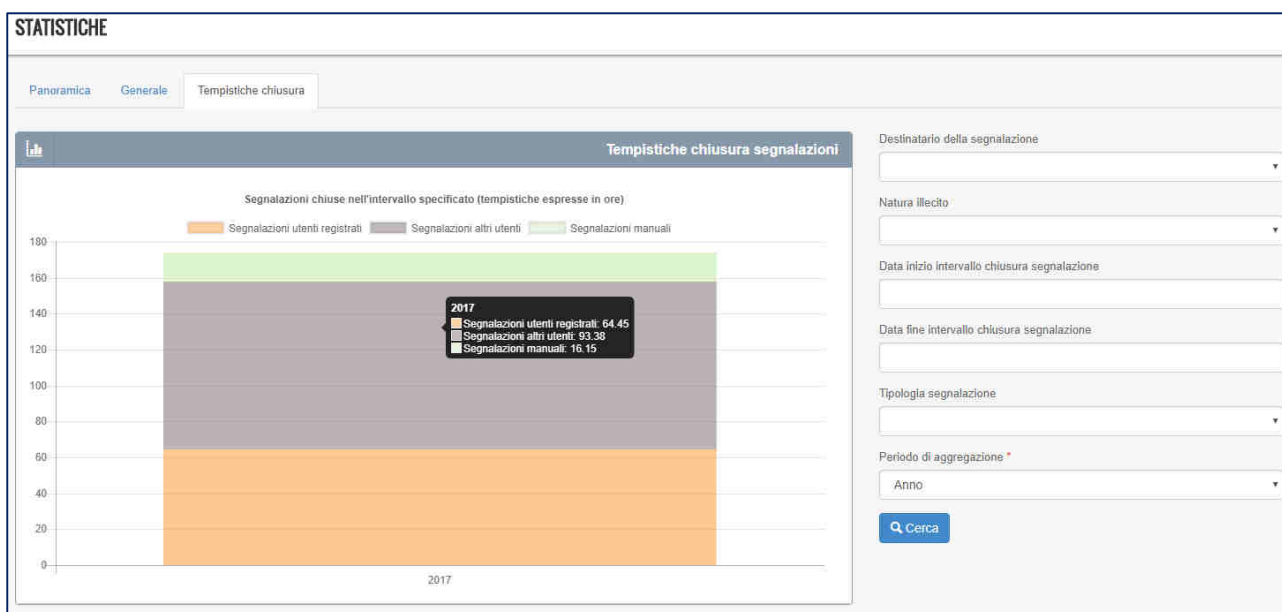 STATISTICHE
Panoramica Generale Tempistiche chiusura
Tempistiche chiusura segnalazioni
Segnalazioni chiuse nell'intervallo specificato (tempistiche espresse in ore)
Segnalazioni utenti registrati Segnalazioni altri utenti Segnalazioni manuali
180
160
140
120
100
80
60
40
20
0
2017
Segnalazioni utenti registrati: 64.45
Segnalazioni altri utenti: 93.38
Segnalazioni manuali: 16.15
2017
Destinatario della segnalazione
Natura illecito
Data inizio intervallo chiusura segnalazione
Data fine intervallo chiusura segnalazione
Tipologia segnalazione
Periodo di aggregazione *
Anno
Cerca